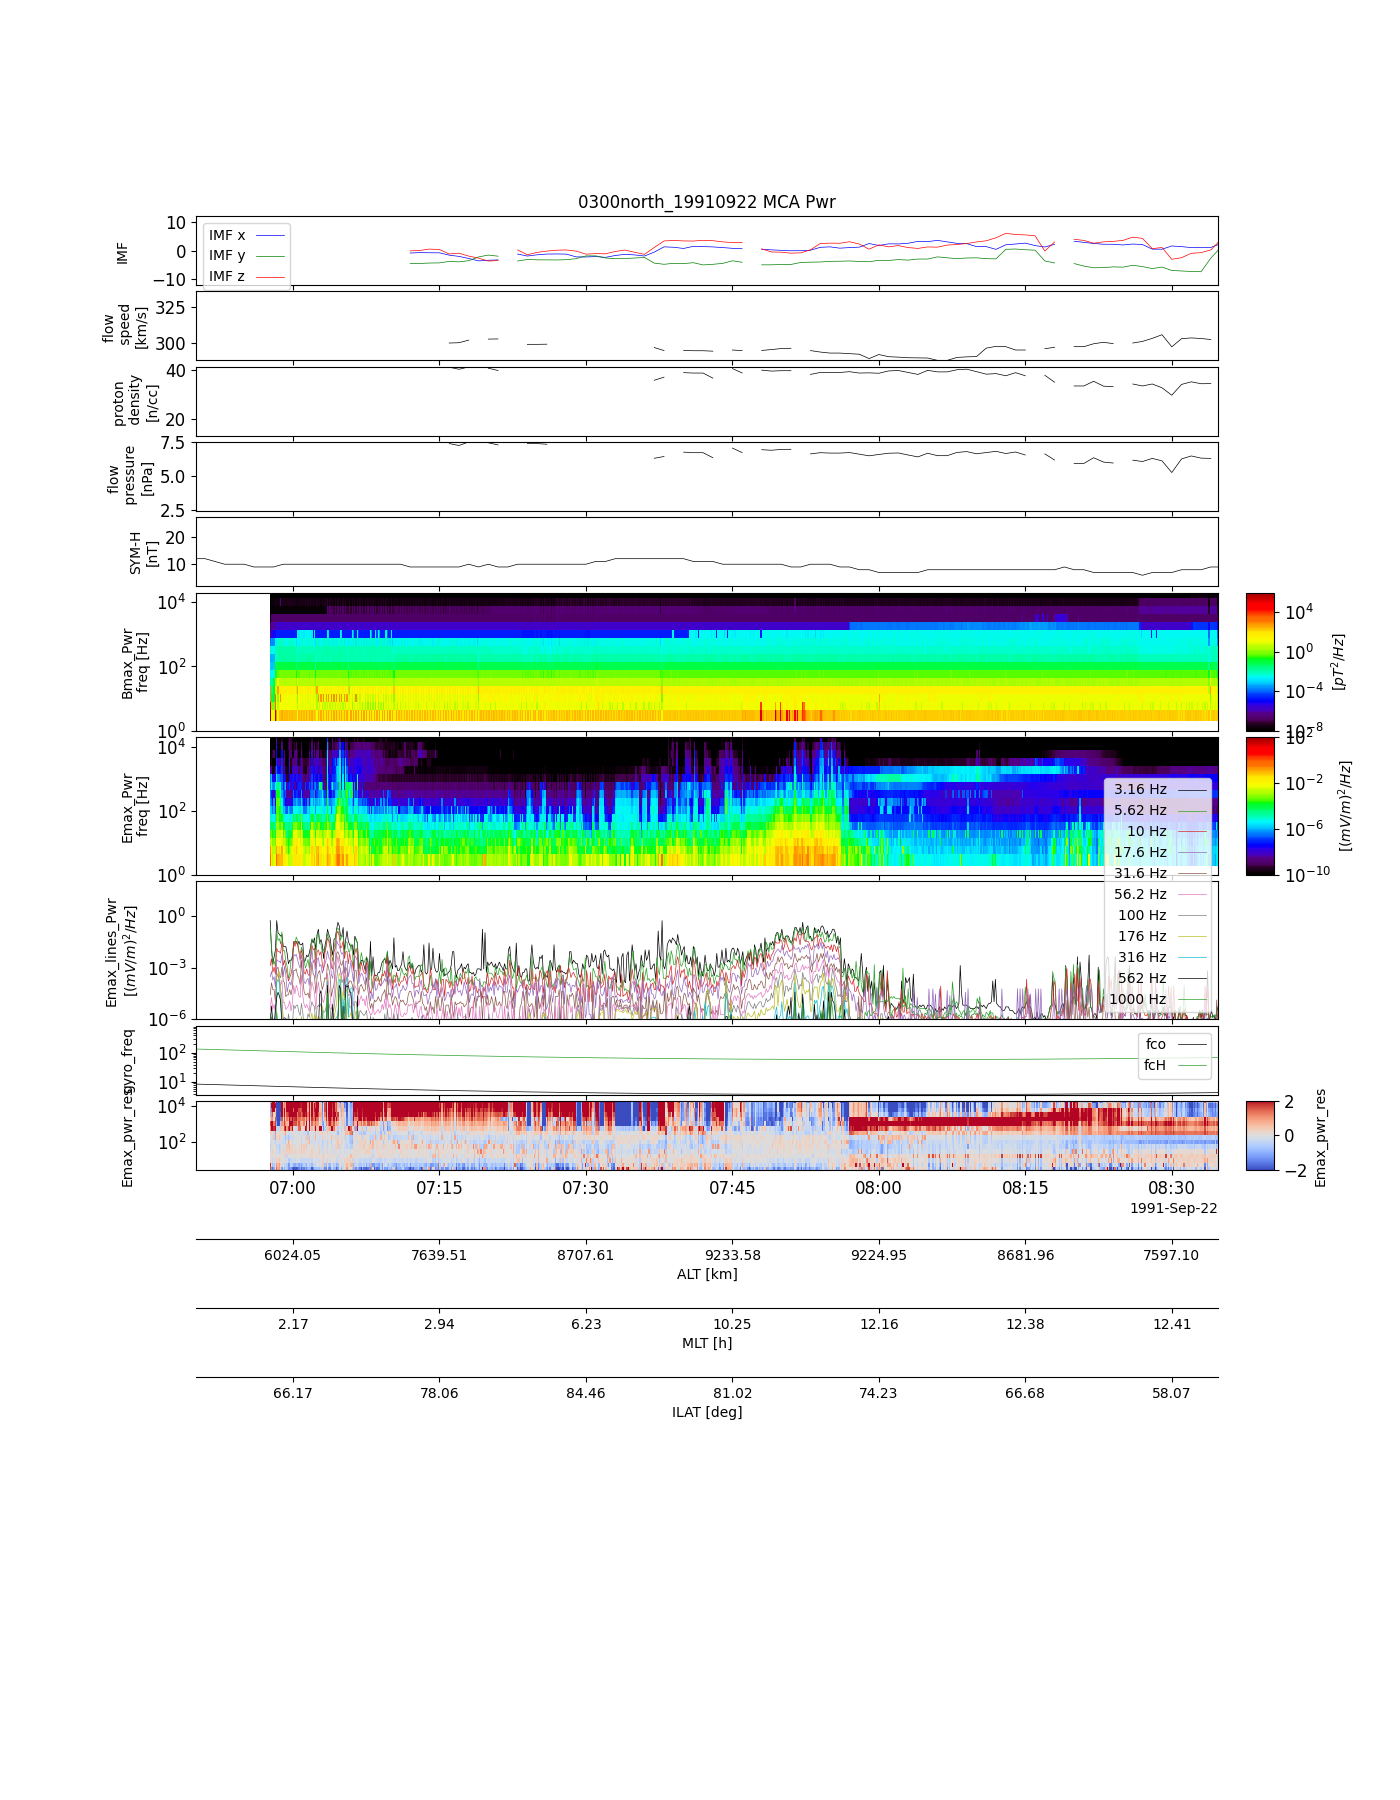 0300north_19910922 MCA Pwr
IMF
10
0
−10
IMF x
IMF y
IMF z
flow
speed
[km/s]
325
300
proton
density
[n/cc]
40
20
flow
pressure
[nPa]
7.5
5.0
2.5
SYM-H
[nT]
20
10
Bmax_Pwr
freq [Hz]
10^4
10^2
10^0
10^4
10^0
10^−4
10^−8
[pT^2/Hz]
Emax_Pwr
freq [Hz]
10^4
10^2
10^0
10^2
10^−2
10^−6
10^−10
[(mV/m)^2/Hz]
3.16 Hz
5.62 Hz
10 Hz
17.6 Hz
31.6 Hz
56.2 Hz
100 Hz
176 Hz
316 Hz
562 Hz
1000 Hz
Emax_lines_Pwr
[(mV/m)^2/Hz]
10^0
10^−3
10^−6
gyro_freq
10^2
10^1
fco
fcH
Emax_pwr_res
10^4
10^2
2
0
−2
Emax_pwr_res
07:00 07:15 07:30 07:45 08:00 08:15 08:30
1991-Sep-22
6024.05 7639.51 8707.61 9233.58 9224.95 8681.96 7597.10
ALT [km]
2.17 2.94 6.23 10.25 12.16 12.38 12.41
MLT [h]
66.17 78.06 84.46 81.02 74.23 66.68 58.07
ILAT [deg]